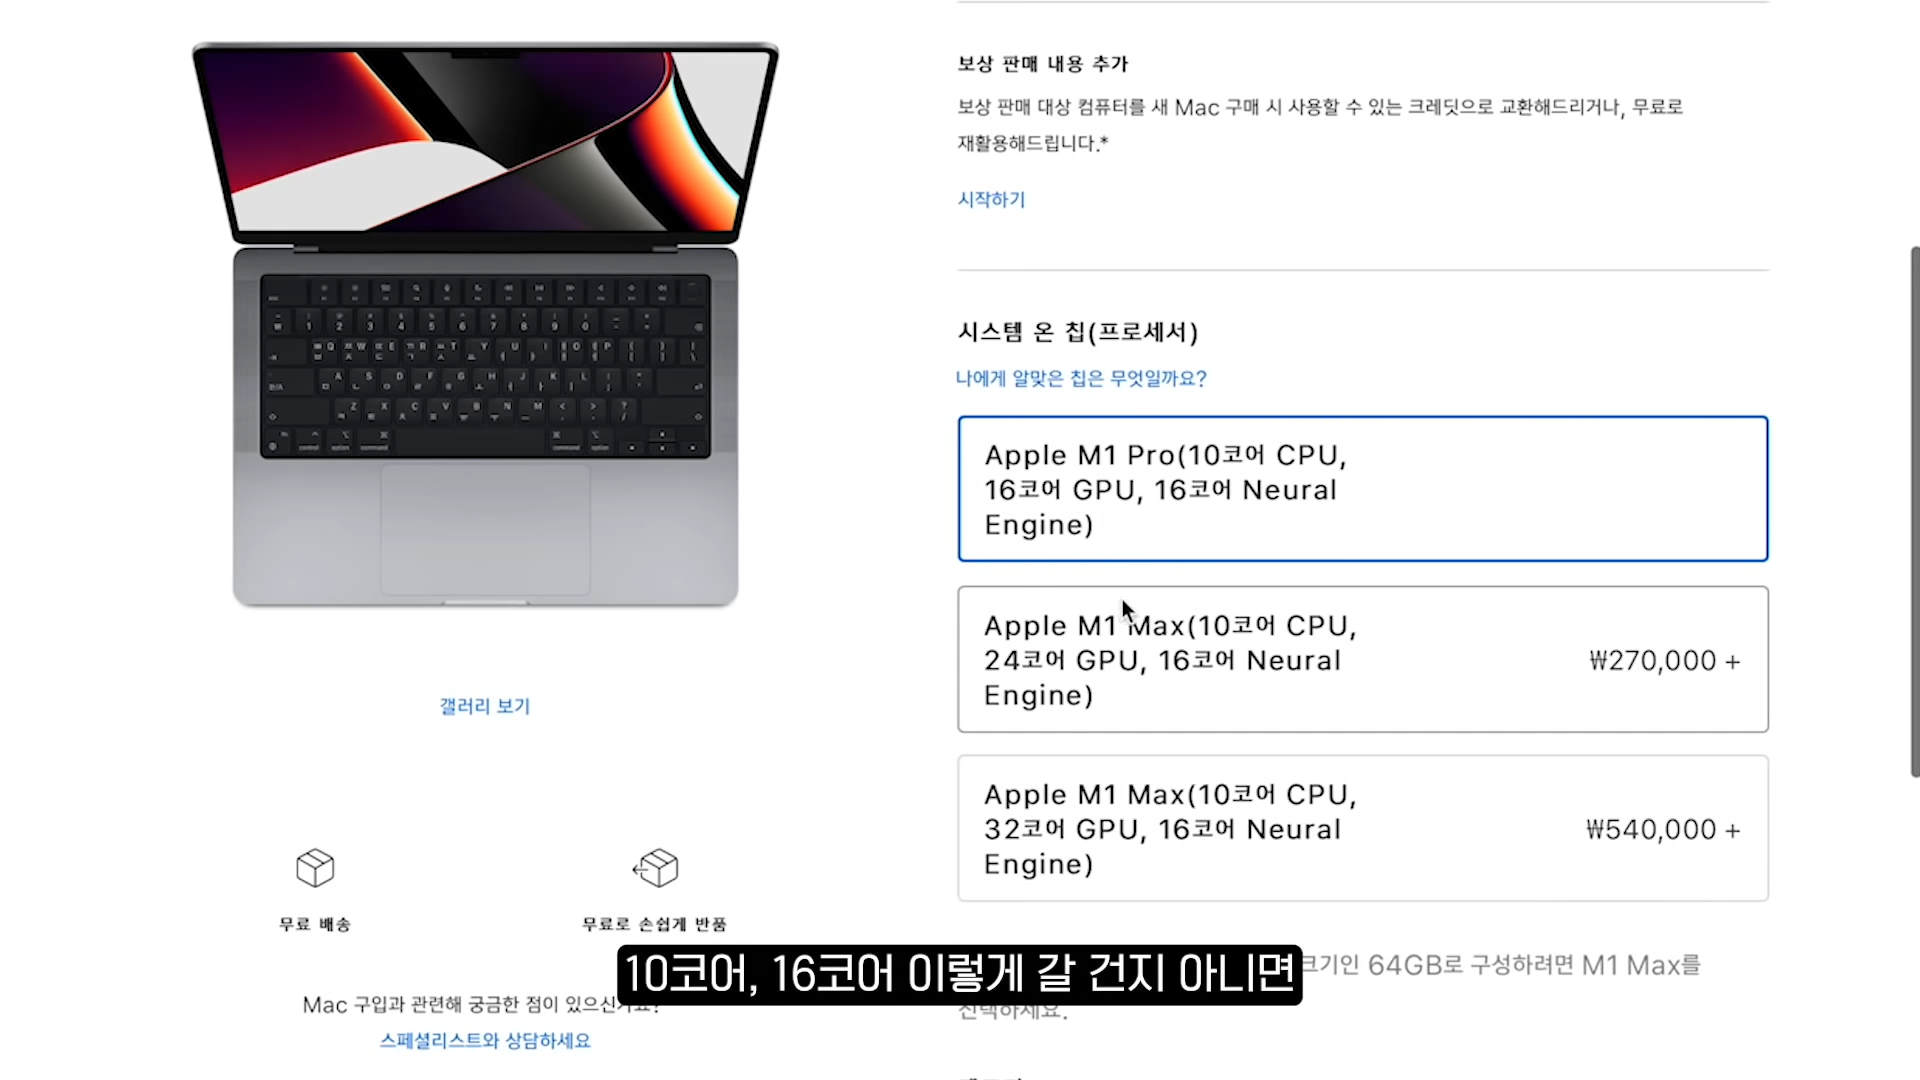 보상 판매 내용 추가
보상 판매 대상 컴퓨터를 새 Mac 구매 시 사용할 수 있는 크레딧으로 교환해드리거나, 무료로
재활용해드립니다.*
시작하기
시스템 온 칩(프로세서)
나에게 알맞은 칩은 무엇일까요?
Apple M1 Pro(10코어 CPU,
16코어 GPU, 16코어 Neural
Engine)
Apple M1 Max(10코어 CPU,
24코어 GPU, 16코어 Neural
Engine)
₩270,000 +
Apple M1 Max(10코어 CPU,
32코어 GPU, 16코어 Neural
Engine)
₩540,000 +
크기인 64GB로 구성하려면 M1 Max를
선택하세요.
갤러리 보기
무료 배송
무료로 손쉽게 반품
Mac 구입과 관련해 궁금한 점이 있으신가요?
스페셜리스트와 상담하세요
10코어, 16코어 이렇게 갈 건지 아니면